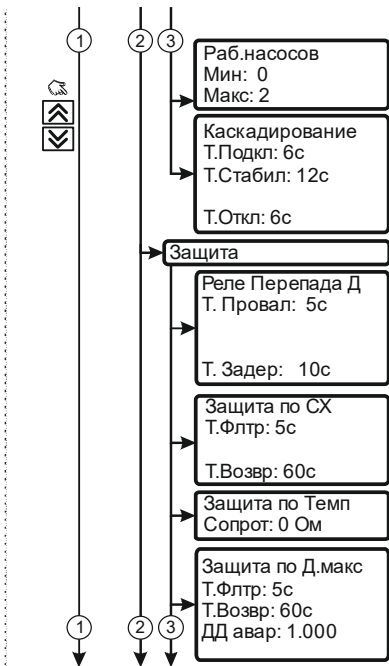 1 2 3
Раб.насосов
Мин: 0
Макс: 2
Каскадирование
Т.Подкл: 6с
Т.Стабил: 12с
Т.Откл: 6с
Защита
Реле Перепада Д
Т. Провал: 5с
Т. Задер: 10с
Защита по СХ
Т.Флтр: 5с
Т.Возвр: 60с
Защита по Темп
Сопрот: 0 Ом
Защита по Д.макс
Т.Флтр: 5с
Т.Возвр: 60с
ДД авар: 1.000
1 2 3